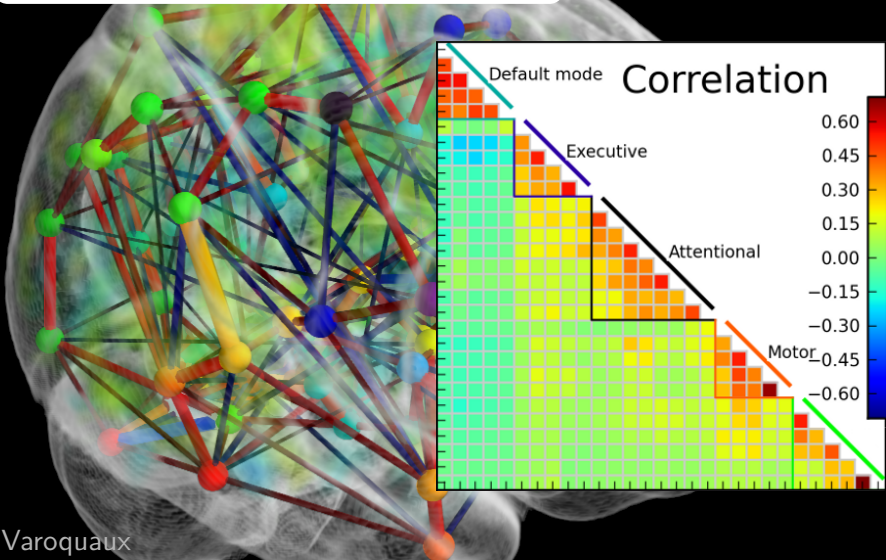 Default mode
Correlation
Executive
Attentional
Motor
0.60
0.45
0.30
0.15
0.00
−0.15
−0.30
−0.45
−0.60
Varoquaux